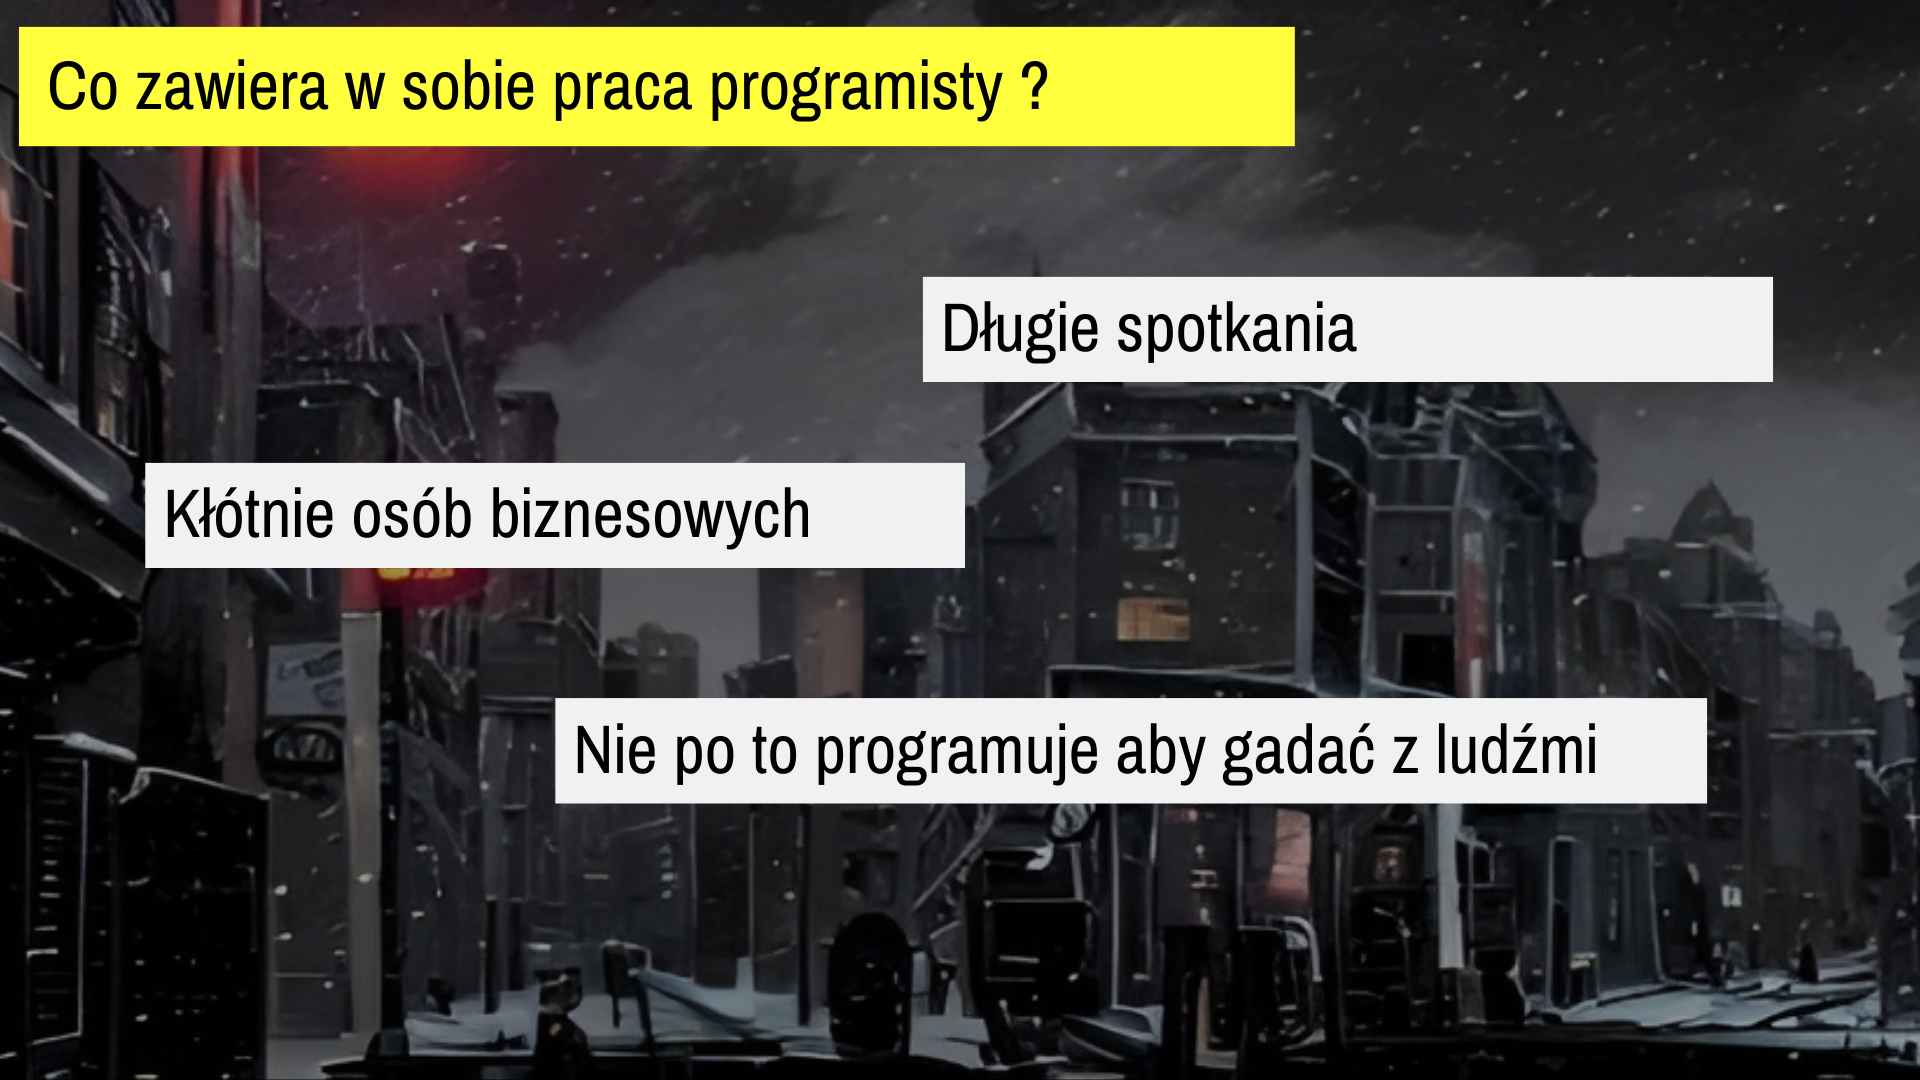 Co zawiera w sobie praca programisty ?
Długie spotkania
Kłótnie osób biznesowych
Nie po to programuje aby gadać z ludźmi